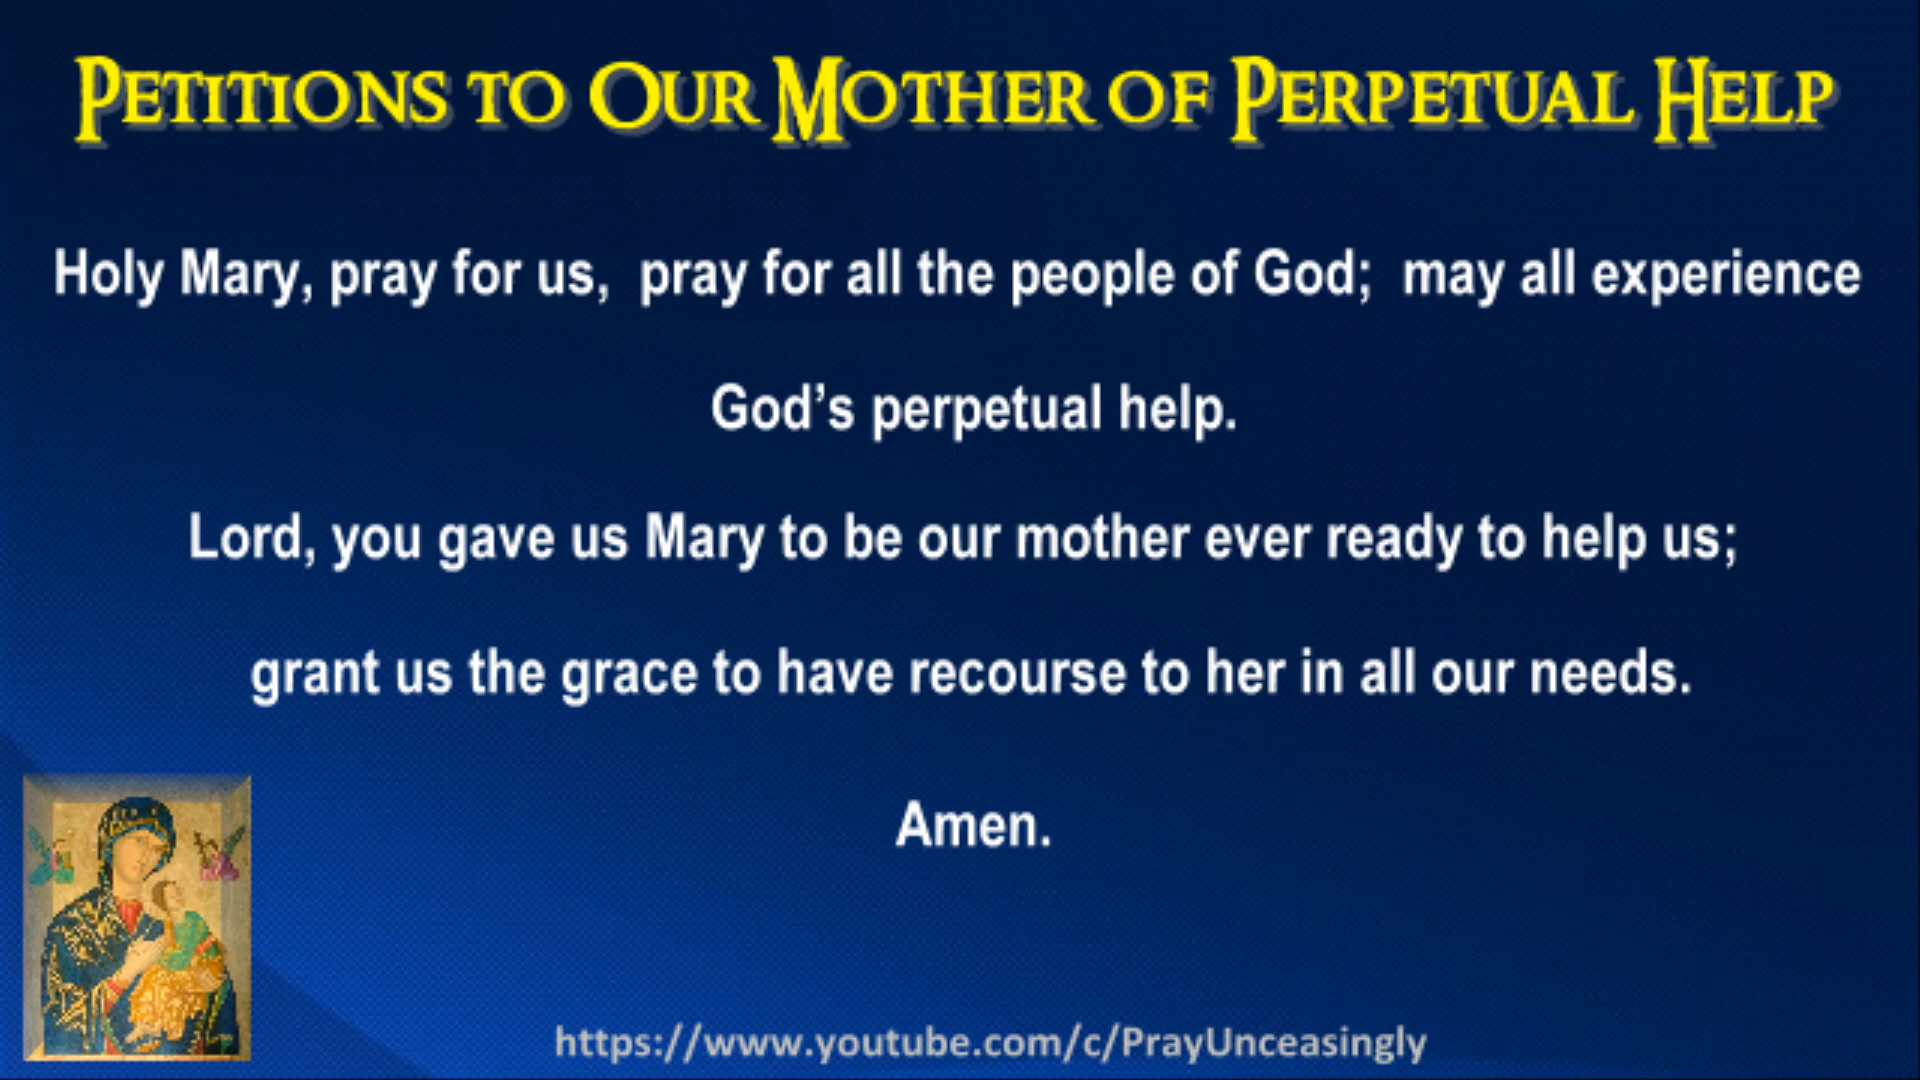 PETITIONS TO OUR MOTHER OF PERPETUAL HELP
Holy Mary, pray for us,  pray for all the people of God;  may all experience
God’s perpetual help.
Lord, you gave us Mary to be our mother ever ready to help us;
grant us the grace to have recourse to her in all our needs.
Amen.
https://www.youtube.com/c/PrayUnceasingly